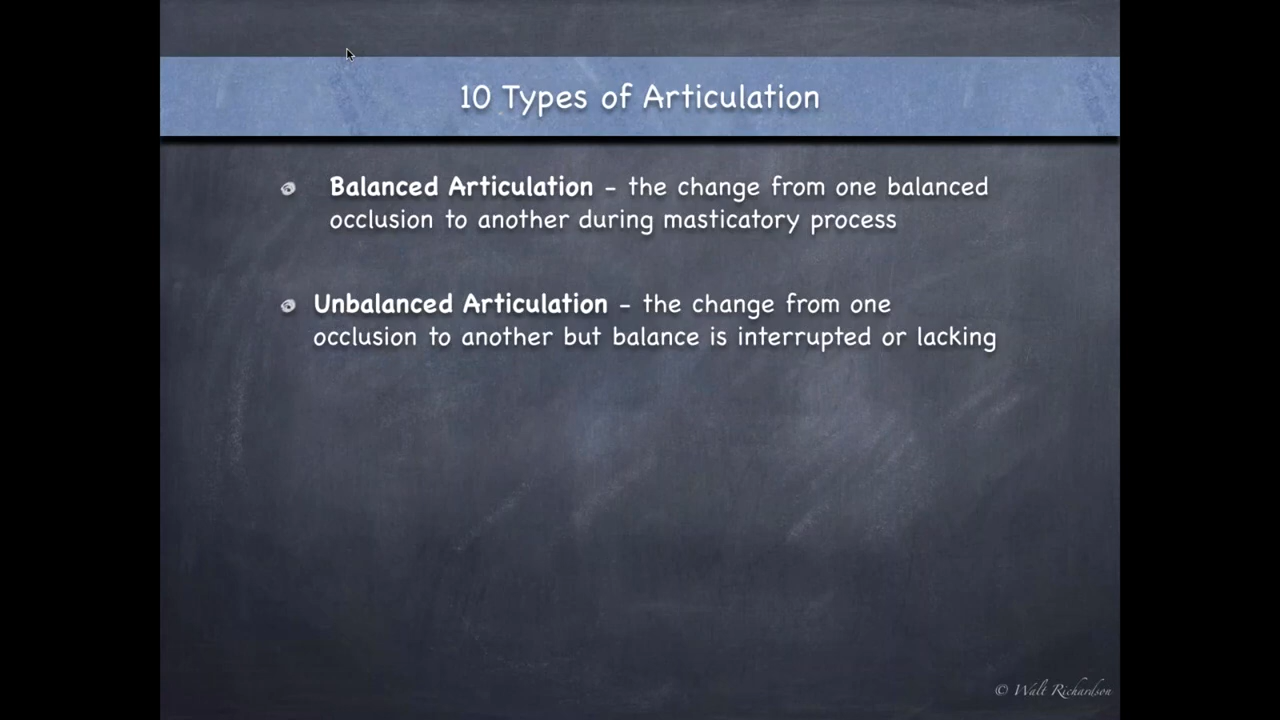 10 Types of Articulation
Balanced Articulation - the change from one balanced
occlusion to another during masticatory process
Unbalanced Articulation - the change from one
occlusion to another but balance is interrupted or lacking
© Walt Richardson